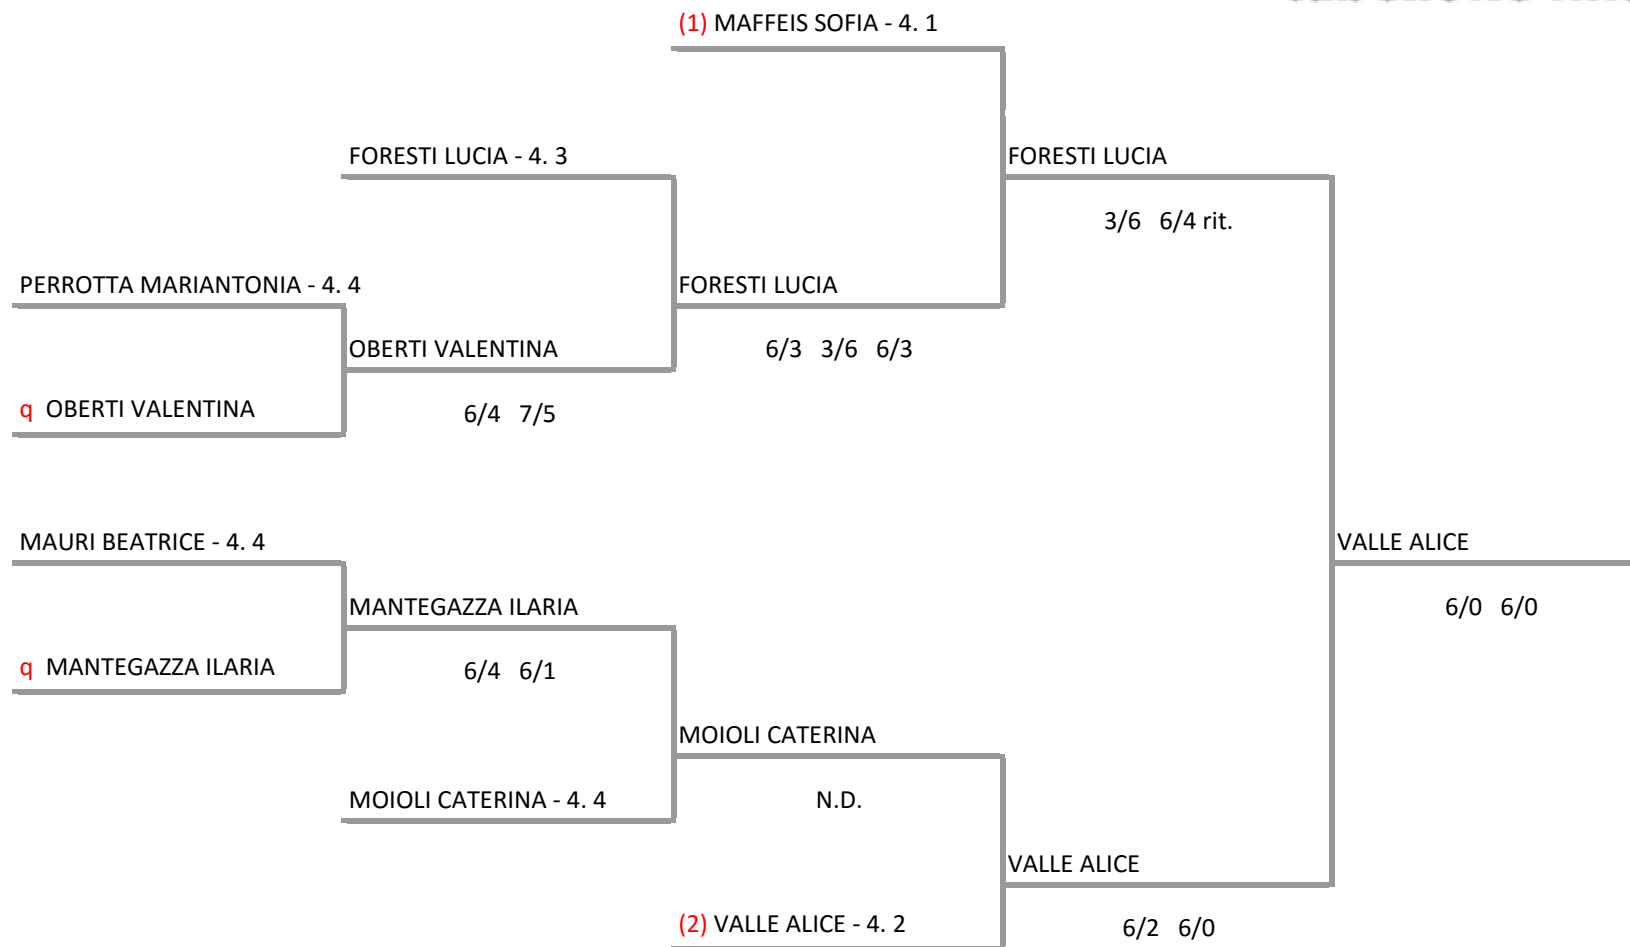 (1) MAFFEIS SOFIA - 4. 1
FORESTI LUCIA - 4. 3
FORESTI LUCIA
3/6 6/4 rit.
PERROTTA MARIANTONIA - 4. 4
FORESTI LUCIA
OBERTI VALENTINA
6/3 3/6 6/3
q OBERTI VALENTINA
6/4 7/5
MAURI BEATRICE - 4. 4
VALLE ALICE
MANTEGAZZA ILARIA
6/0 6/0
q MANTEGAZZA ILARIA
6/4 6/1
MOIOLI CATERINA
MOIOLI CATERINA - 4. 4
N.D.
VALLE ALICE
(2) VALLE ALICE - 4. 2
6/2 6/0